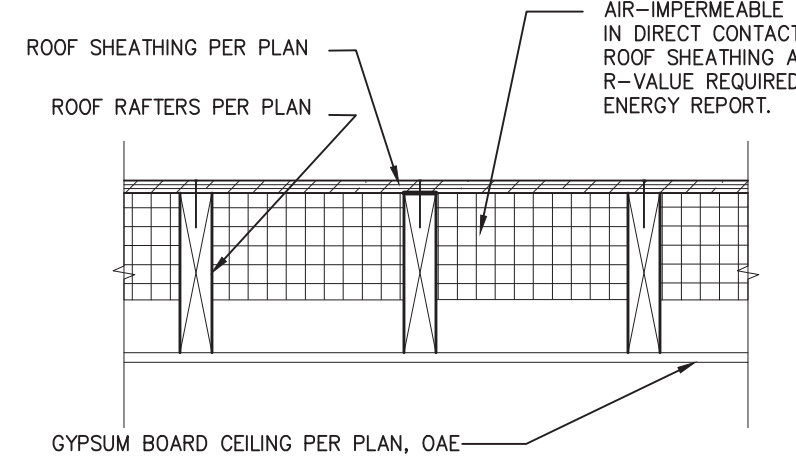 AIR-IMPERMEABLE
IN DIRECT CONTACT
ROOF SHEATHING A
R-VALUE REQUIRED
ENERGY REPORT.
ROOF SHEATHING PER PLAN
ROOF RAFTERS PER PLAN
GYPSUM BOARD CEILING PER PLAN, OAE